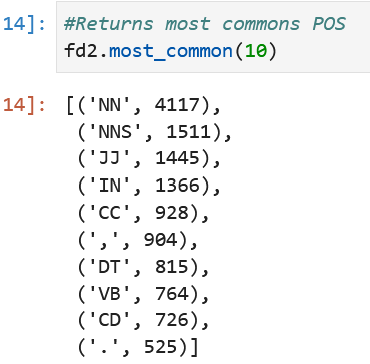 14]: #Returns most commons POS
fd2.most_common(10)
14]: [('NN', 4117),
('NNS', 1511),
('JJ', 1445),
('IN', 1366),
('CC', 928),
(',', 904),
('DT', 815),
('VB', 764),
('CD', 726),
('.', 525)]